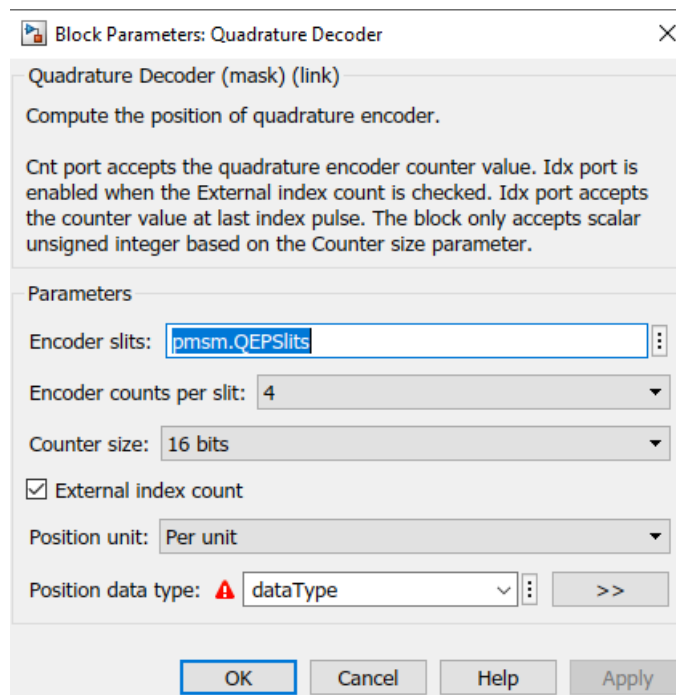 Block Parameters: Quadrature Decoder
Quadrature Decoder (mask) (link)
Compute the position of quadrature encoder.
Cnt port accepts the quadrature encoder counter value. Idx port is
enabled when the External index count is checked. Idx port accepts
the counter value at last index pulse. The block only accepts scalar
unsigned integer based on the Counter size parameter.
Parameters
Encoder slits: pmsm.QEPSlits
Encoder counts per slit: 4
Counter size: 16 bits
External index count
Position unit: Per unit
Position data type: dataType >>
OK Cancel Help Apply